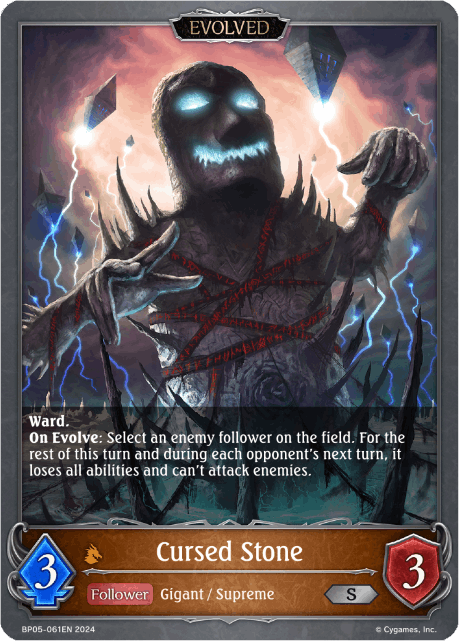 EVOLVED
Ward.
On Evolve: Select an enemy follower on the field. For the
rest of this turn and during each opponent's next turn, it
loses all abilities and can't attack enemies.
Cursed Stone
3
3
Follower Gigant / Supreme
S
BP05-061EN 2024
© Cygames, Inc.